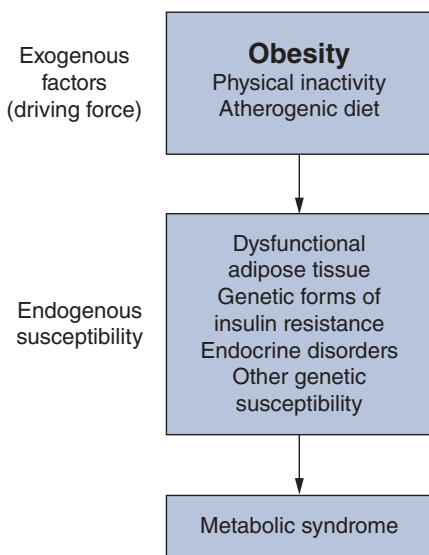 Exogenous
factors
(driving force)
Obesity
Physical inactivity
Atherogenic diet
Endogenous
susceptibility
Dysfunctional
adipose tissue
Genetic forms of
insulin resistance
Endocrine disorders
Other genetic
susceptibility
Metabolic syndrome